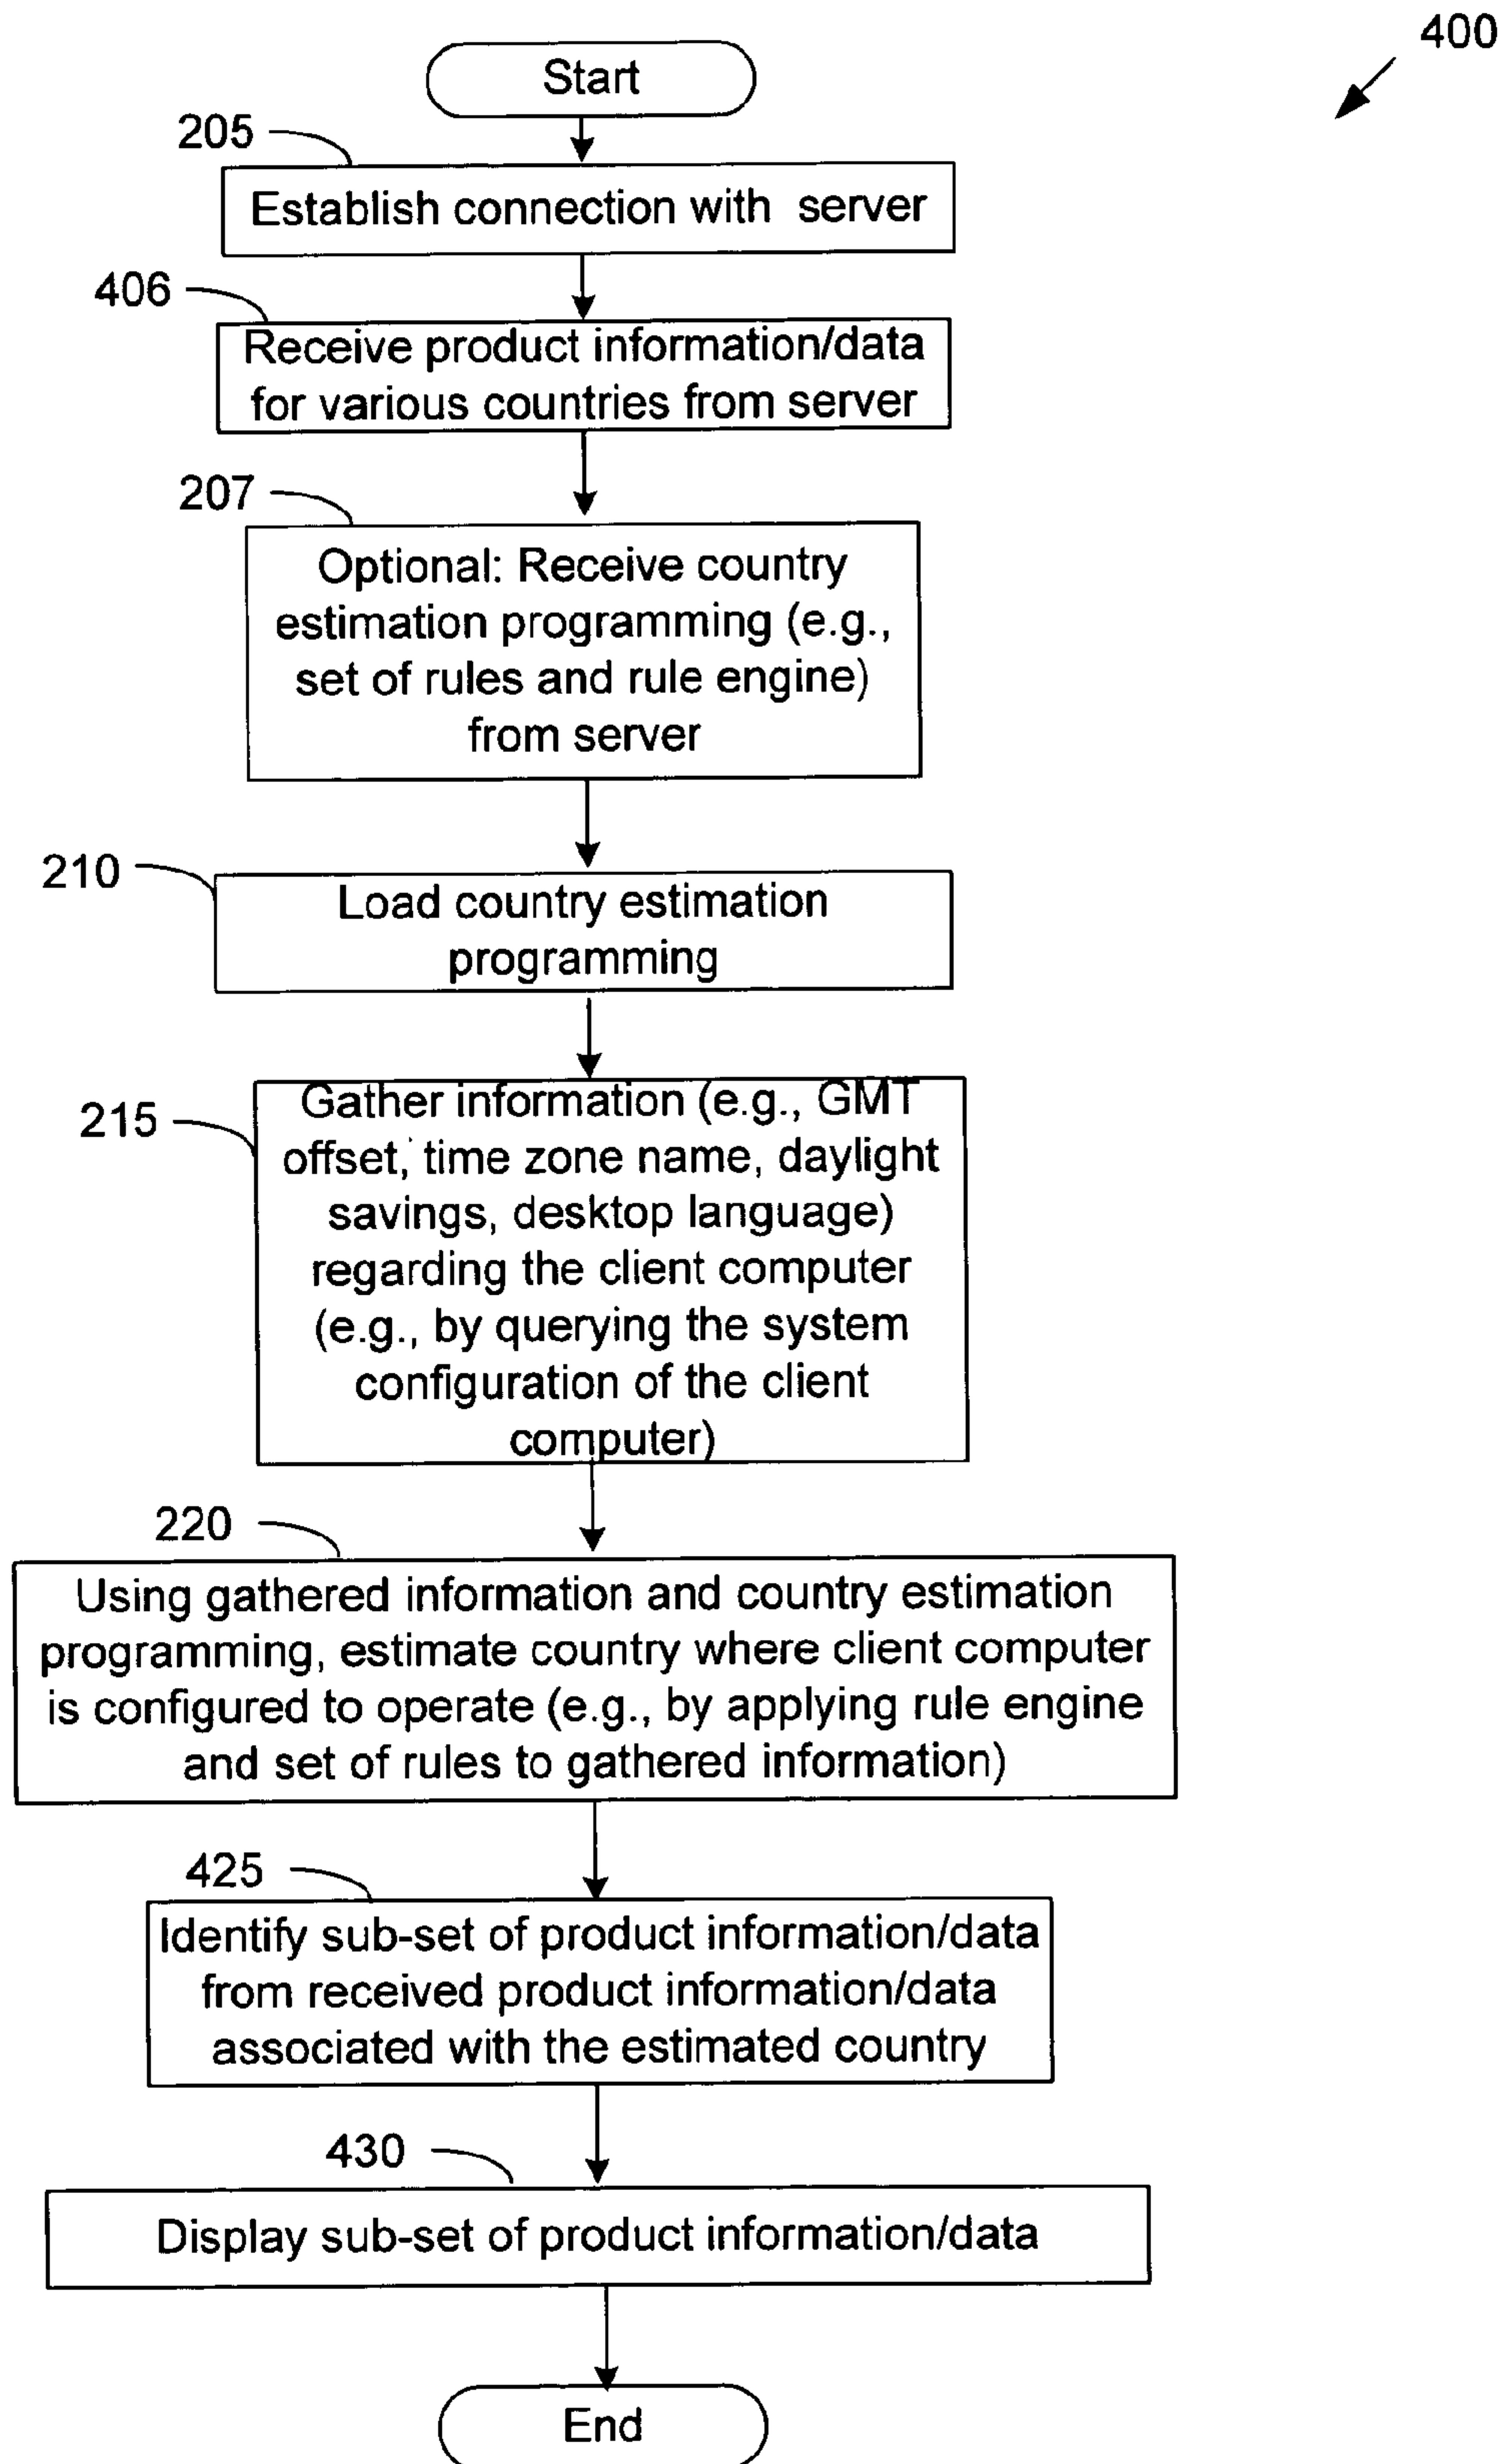 400
Start
205
Establish connection with server
406
Receive product information/data
for various countries from server
207
Optional: Receive country
estimation programming (e.g.,
set of rules and rule engine)
from server
210
Load country estimation
programming
215
Gather information (e.g., GMT
offset, time zone name, daylight
savings, desktop language)
regarding the client computer
(e.g., by querying the system
configuration of the client
computer)
220
Using gathered information and country estimation
programming, estimate country where client computer
is configured to operate (e.g., by applying rule engine
and set of rules to gathered information)
425
Identify sub-set of product information/data
from received product information/data
associated with the estimated country
430
Display sub-set of product information/data
End